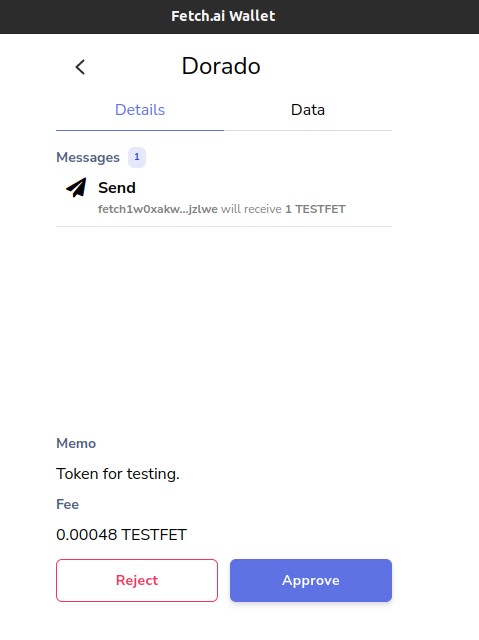 Fetch.ai Wallet
Dorado
Details Data
Messages 1
Send
fetch1w0xakw...jzlwe will receive 1 TESTFET
Memo
Token for testing.
Fee
0.00048 TESTFET
Reject Approve